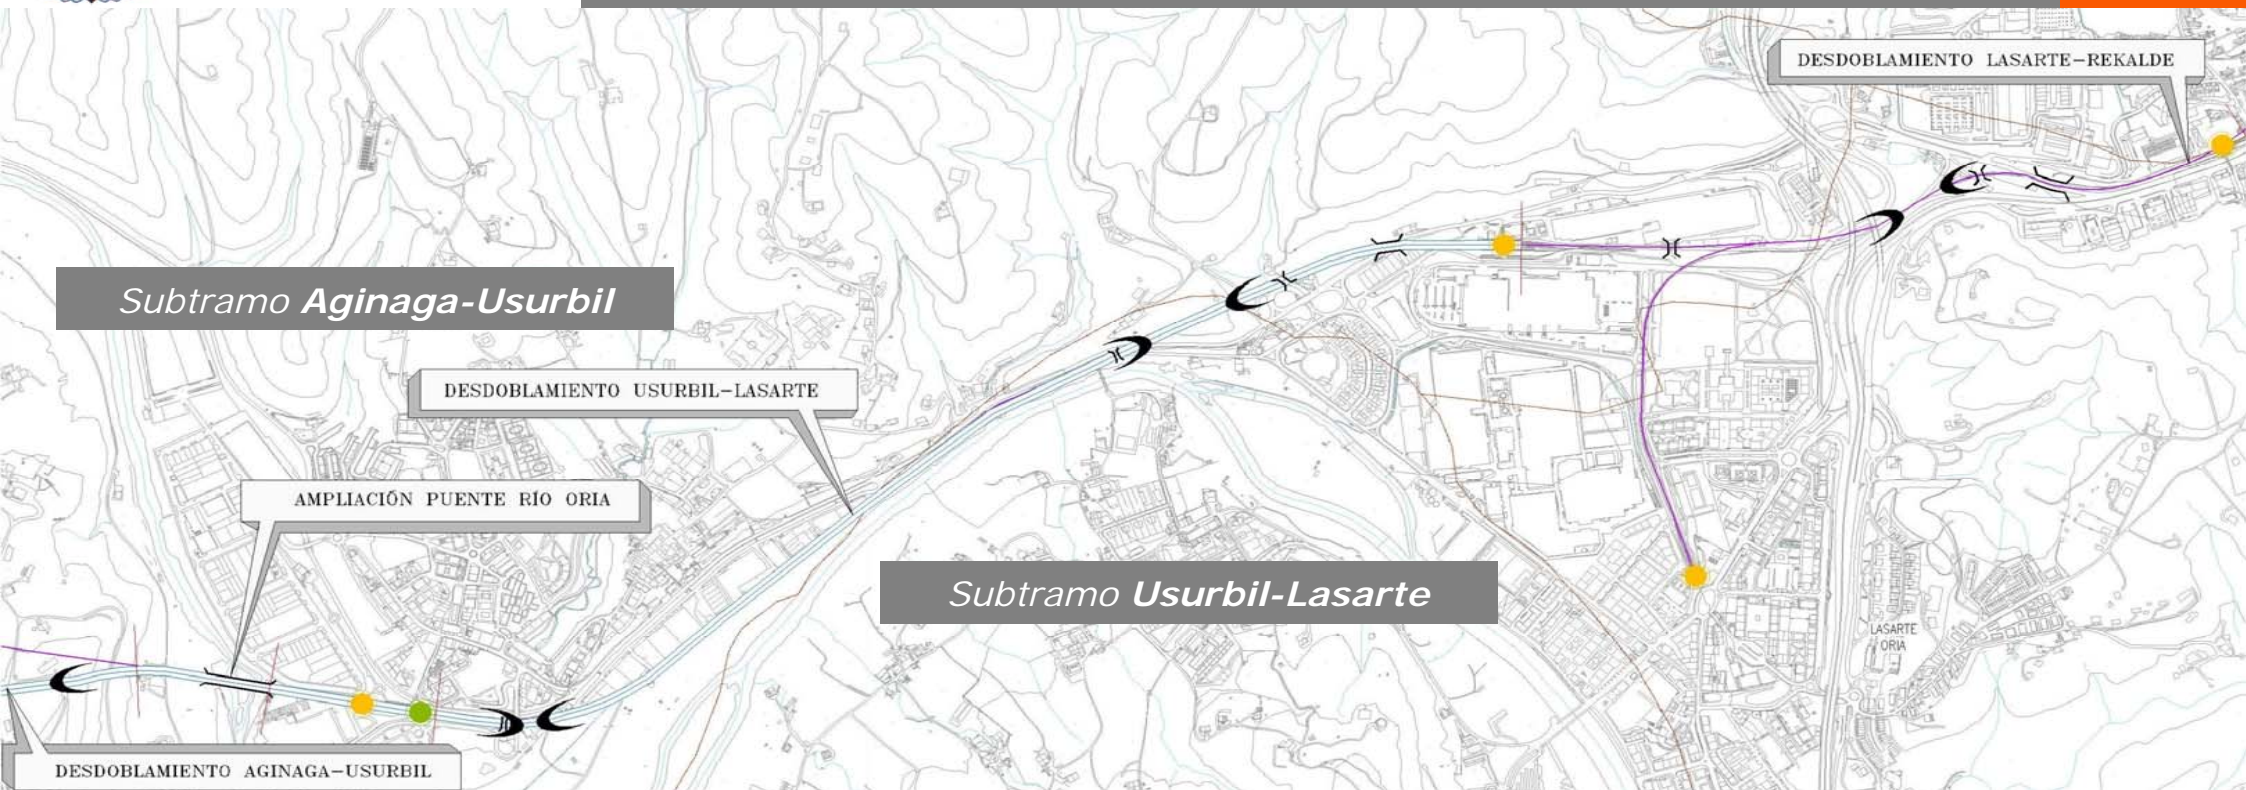 DESDOBLAMIENTO LASARTE-REKALDE
Subtramo Aginaga-Usurbil
DESDOBLAMIENTO USURBIL-LASARTE
AMPLIACIÓN PUENTE RÍO ORIA
Subtramo Usurbil-Lasarte
LASARTE
ORIA
DESDOBLAMIENTO AGINAGA-USURBIL